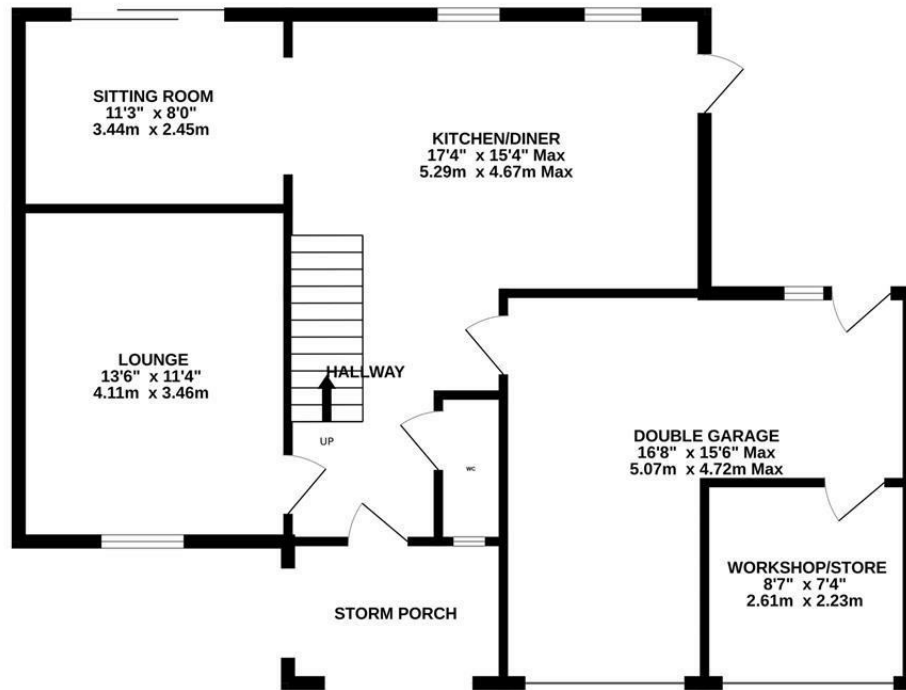 SITTING ROOM
11'3" x 8'0"
3.44m x 2.45m
KITCHEN/DINER
17'4" x 15'4" Max
5.29m x 4.67m Max
LOUNGE
13'6" x 11'4"
4.11m x 3.46m
HALLWAY
UP
WC
DOUBLE GARAGE
16'8" x 15'6" Max
5.07m x 4.72m Max
WORKSHOP/STORE
8'7" x 7'4"
2.61m x 2.23m
STORM PORCH